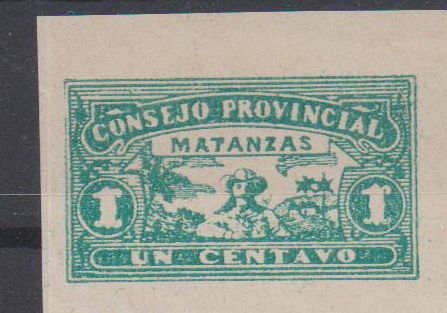 CONSEJO PROVINCIAL
MATANZAS
1 1
UN CENTAVO